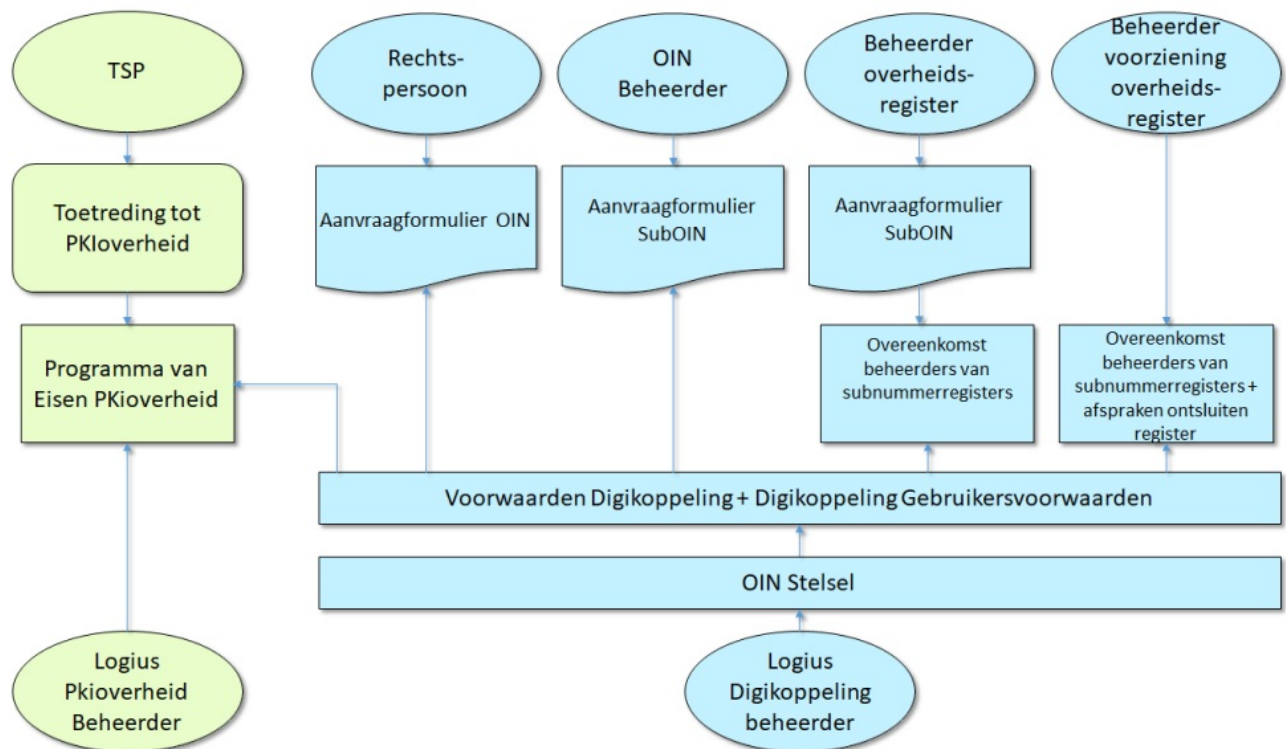 TSP
Rechts-
persoon
OIN
Beheerder
Beheerder
overheids-
register
Beheerder
voorziening
overheids-
register
Toetreding tot
PKIoverheid
Aanvraagformulier OIN
Aanvraagformulier
SubOIN
Aanvraagformulier
SubOIN
Programma van
Eisen PKioverheid
Overeenkomst
beheerders van
subnummerregisters
Overeenkomst
beheerders van
subnummerregisters +
afspraken ontsluiten
register
Voorwaarden Digikoppeling + Digikoppeling Gebruikersvoorwaarden
OIN Stelsel
Logius
Pkioverheid
Beheerder
Logius
Digikoppeling
beheerder